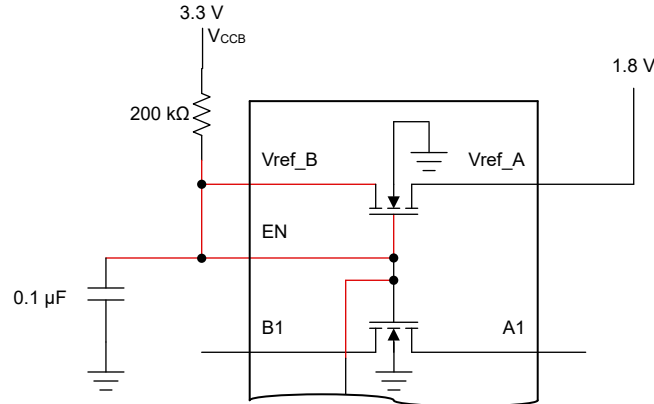 3.3 V
VCCB
1.8 V
200 kΩ
Vref_B
Vref_A
EN
0.1 µF
B1
A1